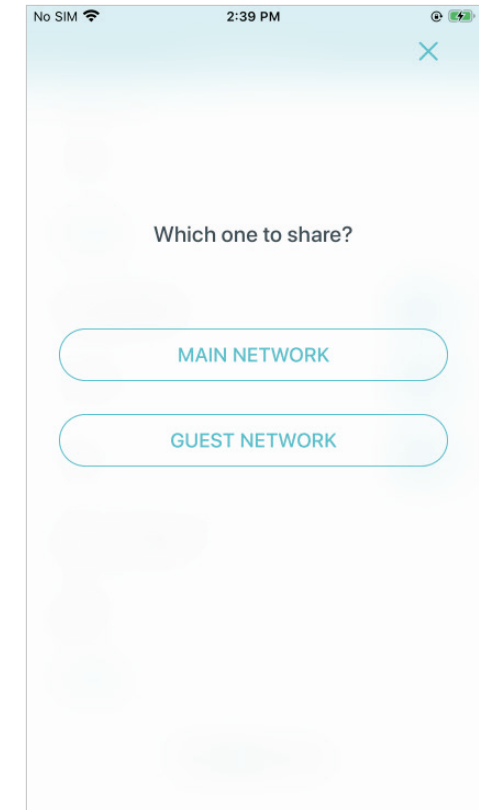 No SIM 2:39 PM
Which one to share?
MAIN NETWORK
GUEST NETWORK